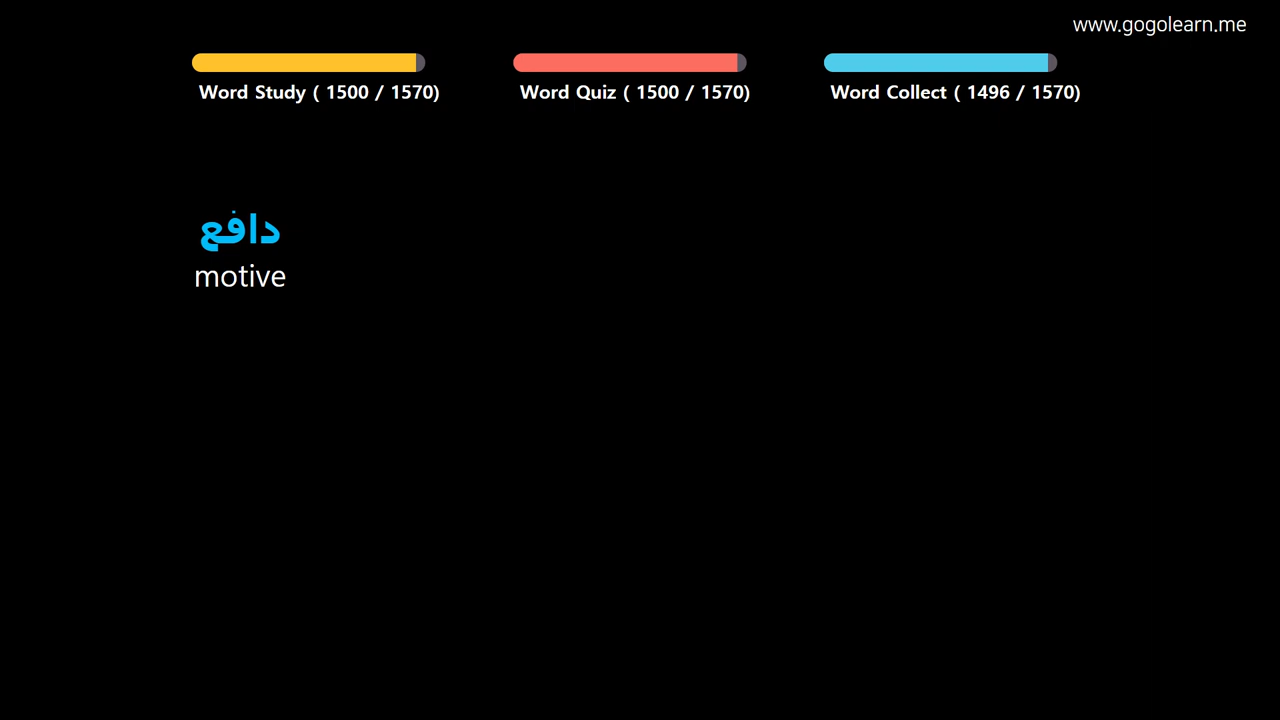 www.gogolearn.me
Word Study ( 1500 / 1570)
Word Quiz ( 1500 / 1570)
Word Collect ( 1496 / 1570)
دافع
motive